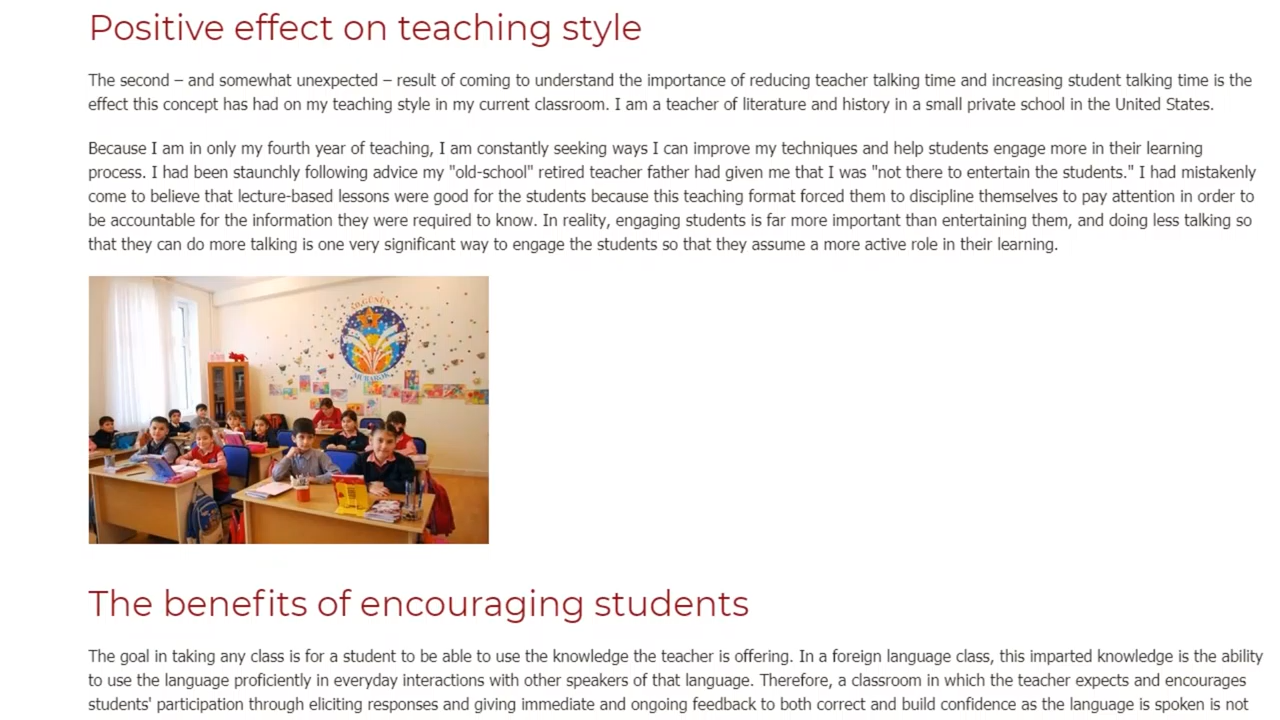 Positive effect on teaching style
The second – and somewhat unexpected – result of coming to understand the importance of reducing teacher talking time and increasing student talking time is the
effect this concept has had on my teaching style in my current classroom. I am a teacher of literature and history in a small private school in the United States.
Because I am in only my fourth year of teaching, I am constantly seeking ways I can improve my techniques and help students engage more in their learning
process. I had been staunchly following advice my "old-school" retired teacher father had given me that I was "not there to entertain the students." I had mistakenly
come to believe that lecture-based lessons were good for the students because this teaching format forced them to discipline themselves to pay attention in order to
be accountable for the information they were required to know. In reality, engaging students is far more important than entertaining them, and doing less talking so
that they can do more talking is one very significant way to engage the students so that they assume a more active role in their learning.
The benefits of encouraging students
The goal in taking any class is for a student to be able to use the knowledge the teacher is offering. In a foreign language class, this imparted knowledge is the ability
to use the language proficiently in everyday interactions with other speakers of that language. Therefore, a classroom in which the teacher expects and encourages
students' participation through eliciting responses and giving immediate and ongoing feedback to both correct and build confidence as the language is spoken is not